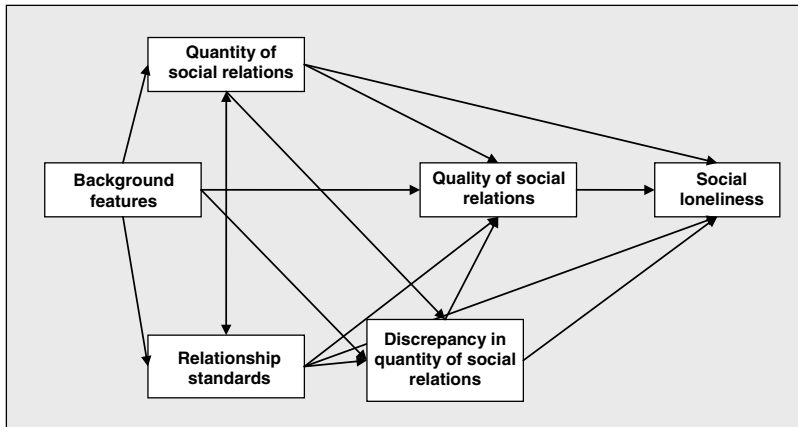 Quantity of
social relations
Background
features
Quality of social
relations
Social
loneliness
Relationship
standards
Discrepancy in
quantity of social
relations